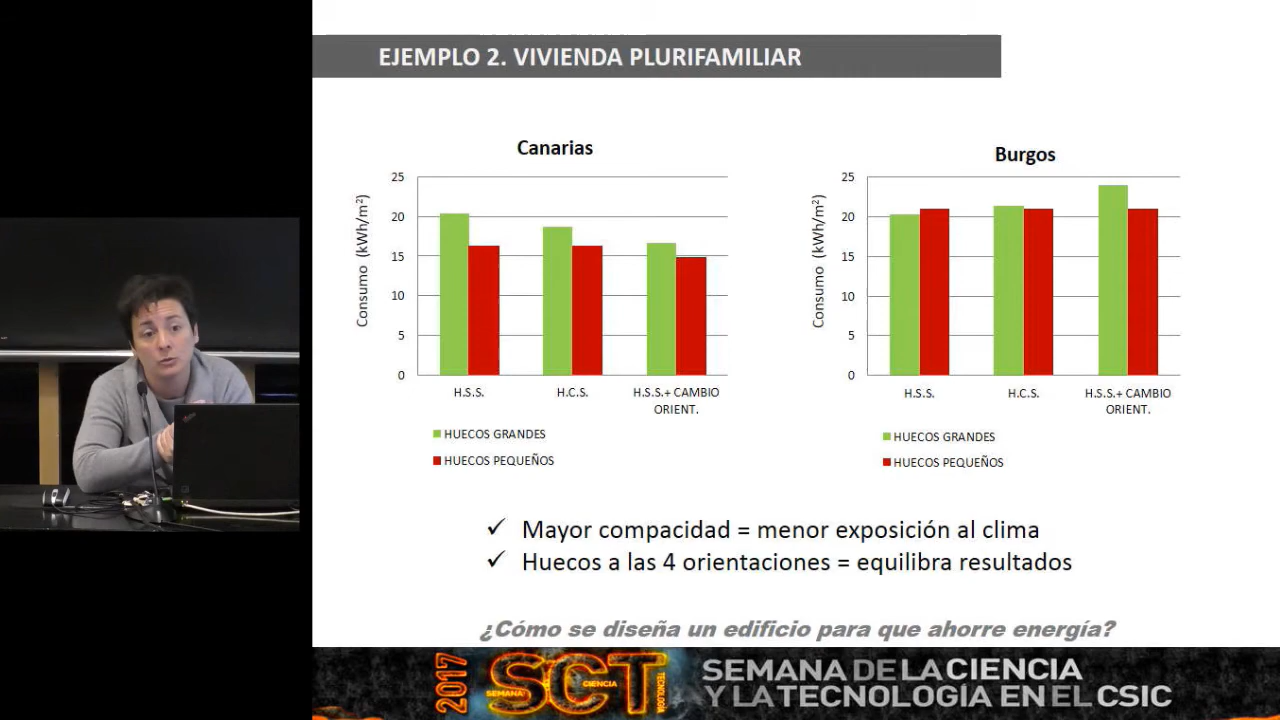 EJEMPLO 2. VIVIENDA PLURIFAMILIAR
Canarias
Consumo (kWh/m²)
25
20
15
10
5
0
H.S.S.
H.C.S.
H.S.S.+ CAMBIO
ORIENT.
HUECOS GRANDES
HUECOS PEQUEÑOS
Burgos
Consumo (kWh/m²)
25
20
15
10
5
0
H.S.S.
H.C.S.
H.S.S.+ CAMBIO
ORIENT.
HUECOS GRANDES
HUECOS PEQUEÑOS
✓ Mayor compacidad = menor exposición al clima
✓ Huecos a las 4 orientaciones = equilibra resultados
¿Cómo se diseña un edificio para que ahorre energía?
2017
SCT
SEMANA
CIENCIA
TECNOLOGÍA
SEMANA DE LA CIENCIA
Y LA TECNOLOGÍA EN EL CSIC